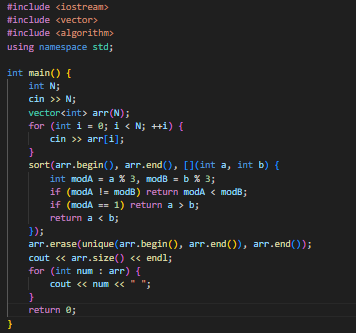 #include <iostream>
#include <vector>
#include <algorithm>
using namespace std;
int main() {
int N;
cin >> N;
vector<int> arr(N);
for (int i = 0; i < N; ++i) {
cin >> arr[i];
}
sort(arr.begin(), arr.end(), [](int a, int b) {
int modA = a % 3, modB = b % 3;
if (modA != modB) return modA < modB;
if (modA == 1) return a > b;
return a < b;
});
arr.erase(unique(arr.begin(), arr.end()), arr.end());
cout << arr.size() << endl;
for (int num : arr) {
cout << num << " ";
}
return 0;
}